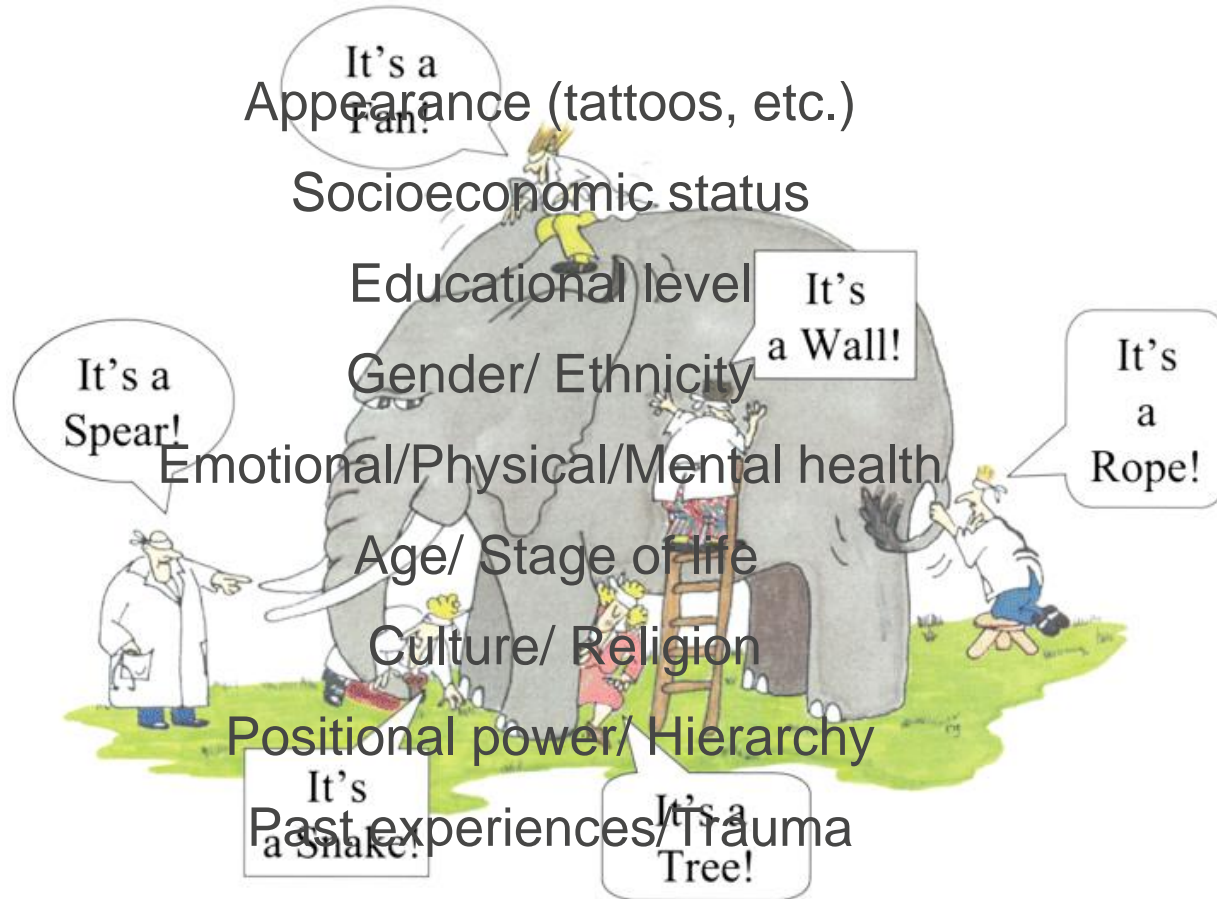 It's a
Fan!
Appearance (tattoos, etc.)
Socioeconomic status
Educational level
It's
a Wall!
Gender/ Ethnicity
It's a
Spear!
It's
a
Rope!
Emotional/Physical/Mental health
Age/ Stage of life
Culture/ Religion
Positional power/ Hierarchy
It's
a Snake!
It's a
Tree!
Past experiences/Trauma